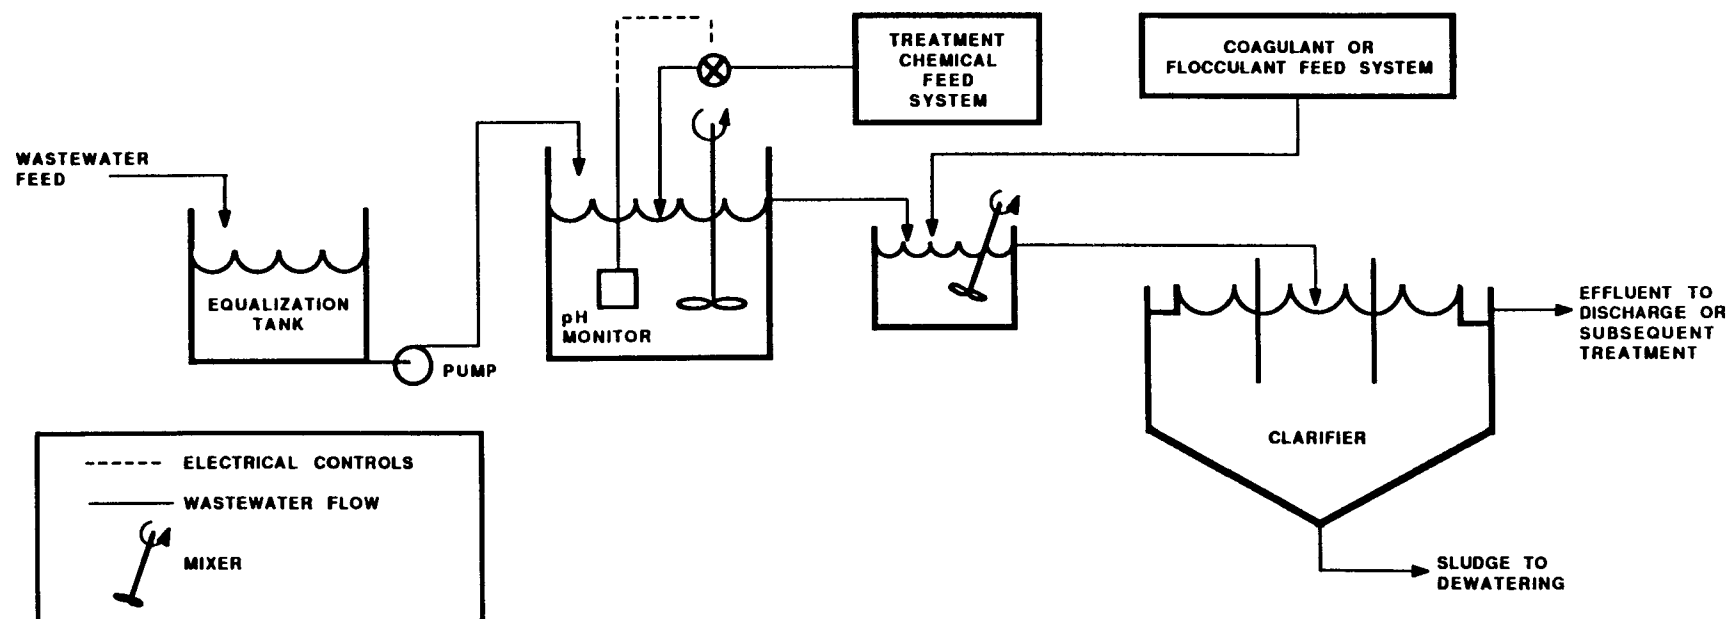 TREATMENT
CHEMICAL
FEED
SYSTEM
COAGULANT OR
FLOCCULANT FEED SYSTEM
WASTEWATER
FEED
EQUALIZATION
TANK
PUMP
pH
MONITOR
EFFLUENT TO
DISCHARGE OR
SUBSEQUENT
TREATMENT
CLARIFIER
SLUDGE TO
DEWATERING
ELECTRICAL CONTROLS
WASTEWATER FLOW
MIXER